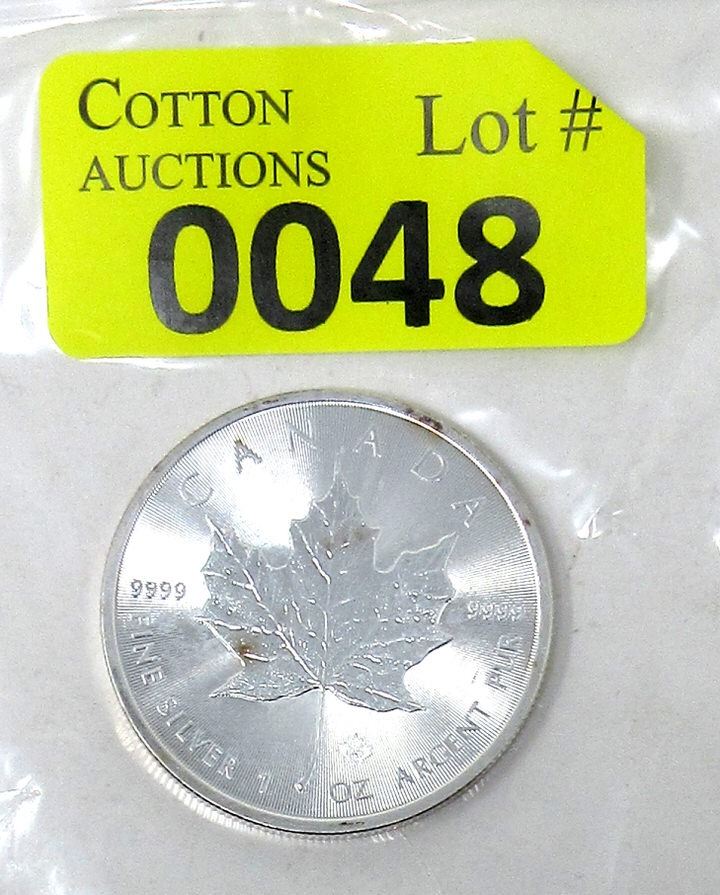 COTTON
AUCTIONS
Lot #
0048
CANADA
9999
9999
FINE SILVER 1 OZ ARGENT PUR